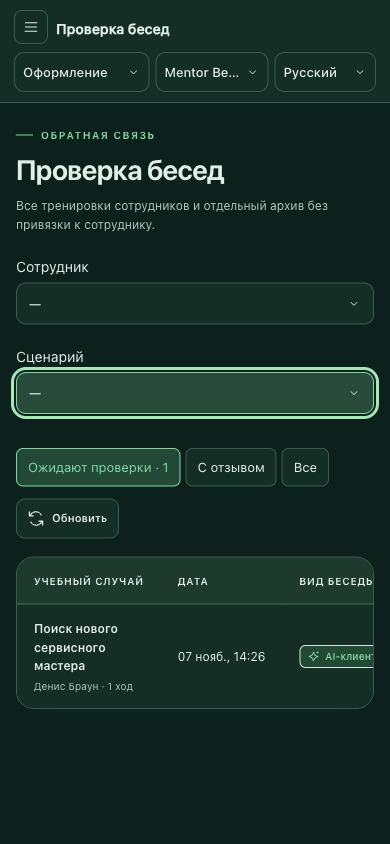 Проверка бесед
Оформление
Mentor Be...
Русский
ОБРАТНАЯ СВЯЗЬ
Проверка бесед
Все тренировки сотрудников и отдельный архив без
привязки к сотруднику.
Сотрудник
—
Сценарий
—
Ожидают проверки · 1
С отзывом
Все
Обновить
УЧЕБНЫЙ СЛУЧАЙ
ДАТА
ВИД БЕСЕДЫ
Поиск нового
сервисного
мастера
Денис Браун · 1 ход
07 нояб., 14:26
AI-клиент